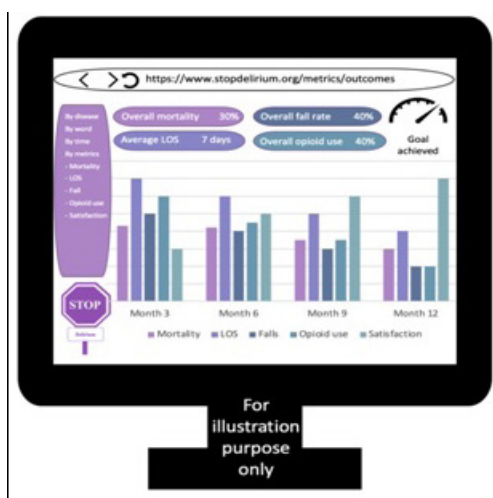 https://www.stopdelirium.org/metrics/outcomes
By disease
By word
By time
By metrics
- Mortality
- LOS
- Fall
- Opioid use
- Satisfaction
Overall mortality 30%
Overall fall rate 40%
Average LOS 7 days
Overall opioid use 40%
Goal
achieved
STOP
Delirium
Month 3 Month 6 Month 9 Month 12
Mortality LOS Falls Opioid use Satisfaction
For
illustration
purpose
only